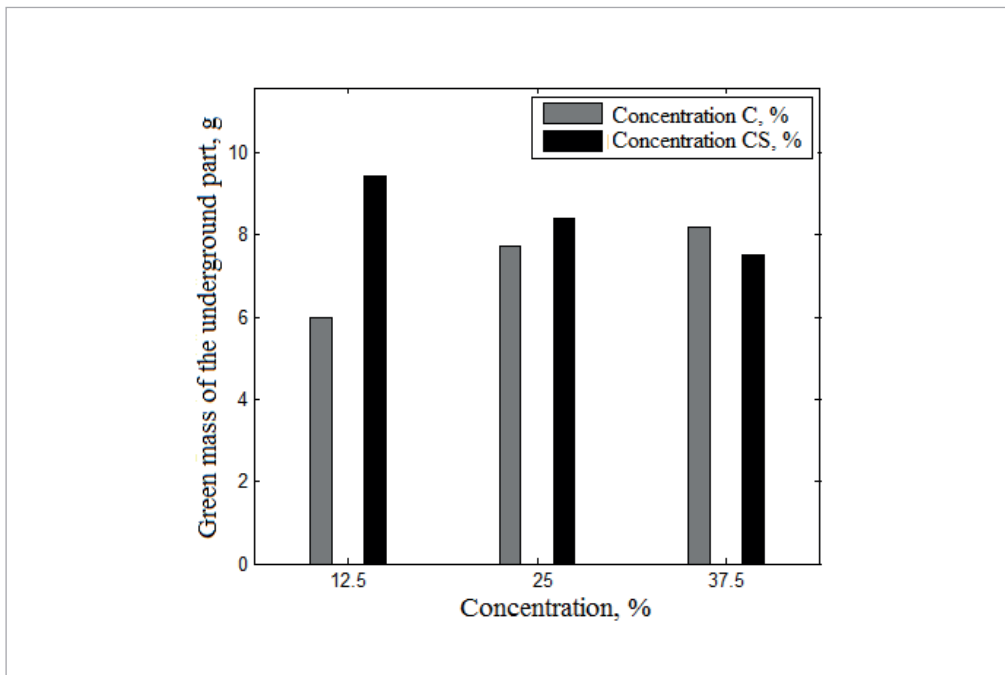 Concentration C, %
Concentration CS, %
Green mass of the underground part, g
10
8
6
4
2
0
12.5 25 37.5
Concentration, %